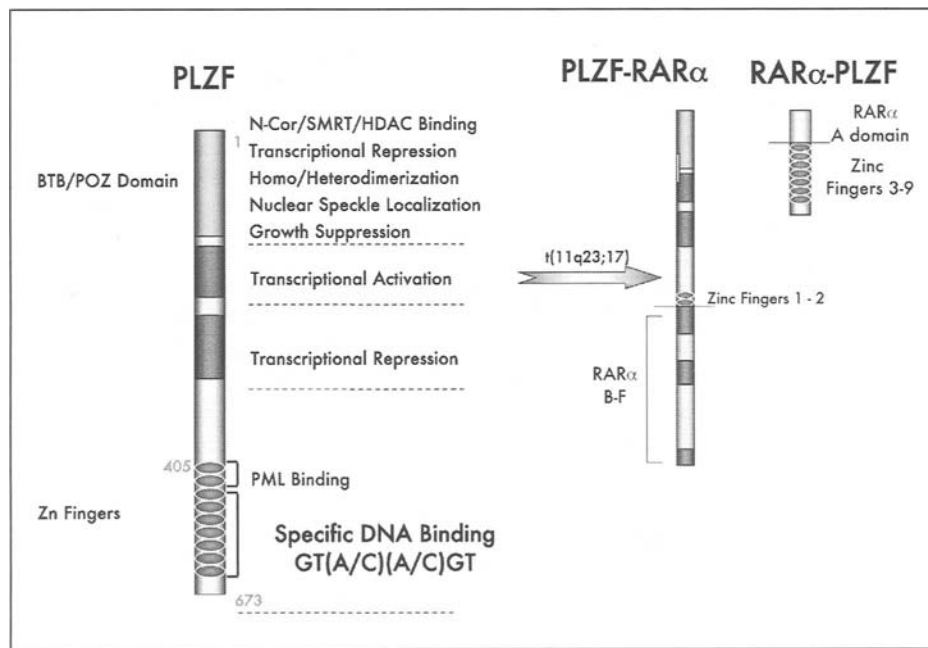 PLZF
BTB/POZ Domain
1
N-Cor/SMRT/HDAC Binding
Transcriptional Repression
Homo/Heterodimerization
Nuclear Speckle Localization
Growth Suppression
Transcriptional Activation
Transcriptional Repression
405
PML Binding
Zn Fingers
Specific DNA Binding
GT(A/C)(A/C)GT
673
t(11q23;17)
PLZF-RARα
Zinc Fingers 1 - 2
RARα
B-F
RARα-PLZF
RARα
A domain
Zinc
Fingers 3-9